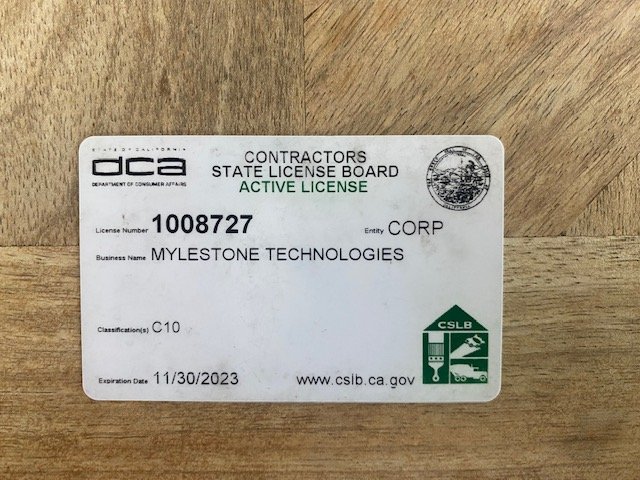 STATE OF CALIFORNIA
dca
DEPARTMENT OF CONSUMER AFFAIRS
CONTRACTORS
STATE LICENSE BOARD
ACTIVE LICENSE
License Number 1008727
Entity CORP
Business Name MYLESTONE TECHNOLOGIES
Classification(s) C10
CSLB
Expiration Date 11/30/2023
www.cslb.ca.gov